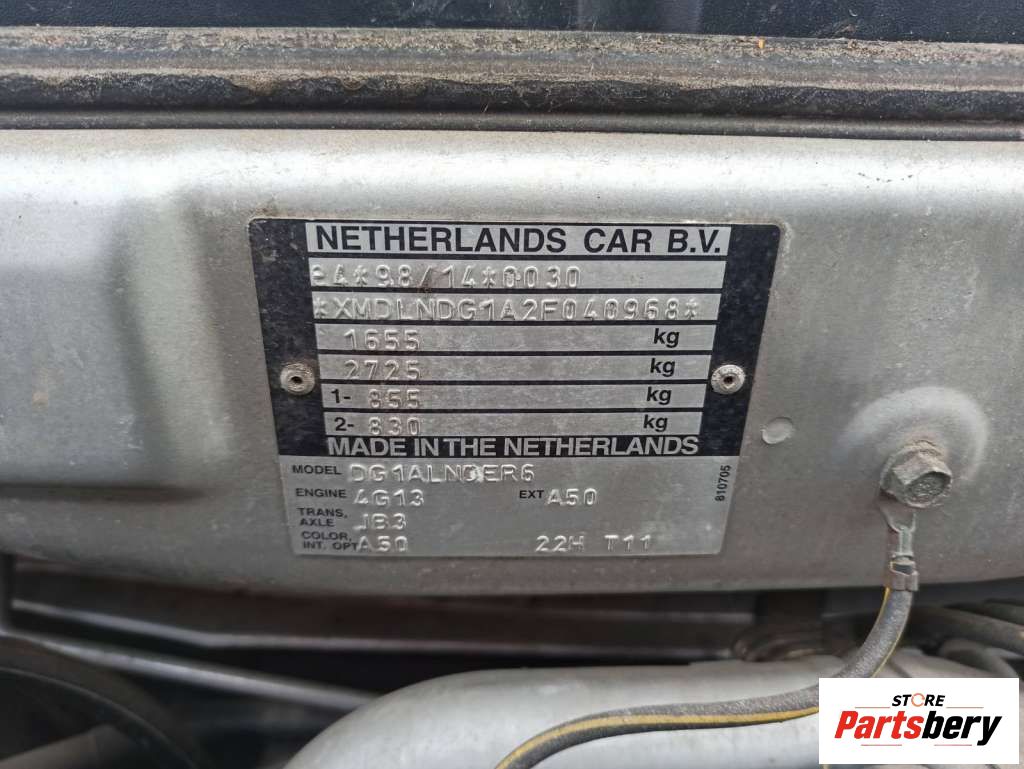 NETHERLANDS CAR B.V.
e4*98/14*0030
*XMDLNDG1A2F040968*
1655 kg
2725 kg
1- 855 kg
2- 830 kg
MADE IN THE NETHERLANDS
MODEL DG1ALNDER6
ENGINE 4G13 EXT A50
TRANS, AXLE JB3
COLOR, INT. OPT A50 22H T11
810705
STORE
Partsbery